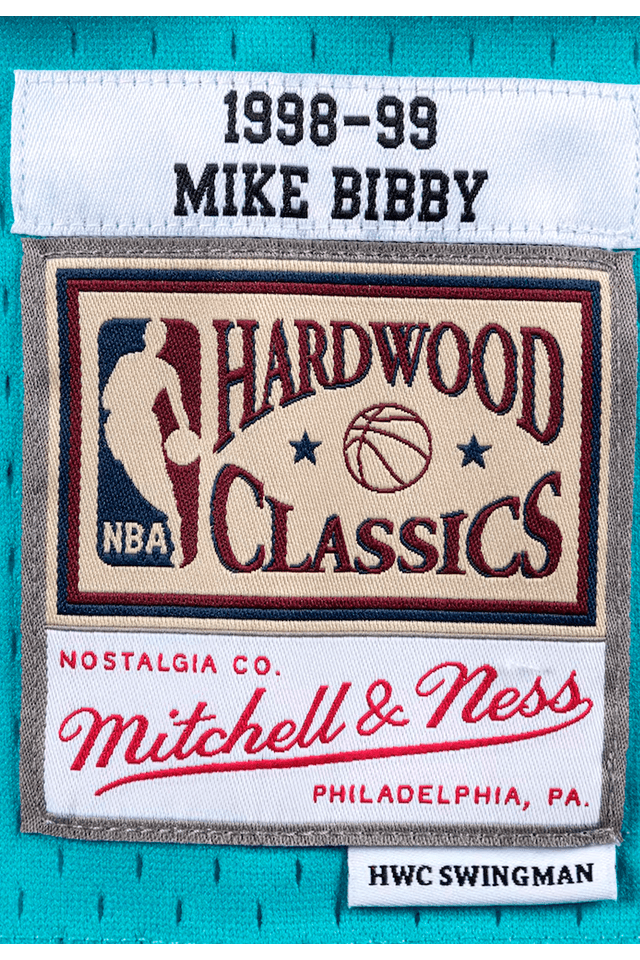 1998-99
MIKE BIBBY
HARDWOOD
NBA
CLASSICS
NOSTALGIA CO.
Mitchell & Ness
PHILADELPHIA, PA.
HWC SWINGMAN